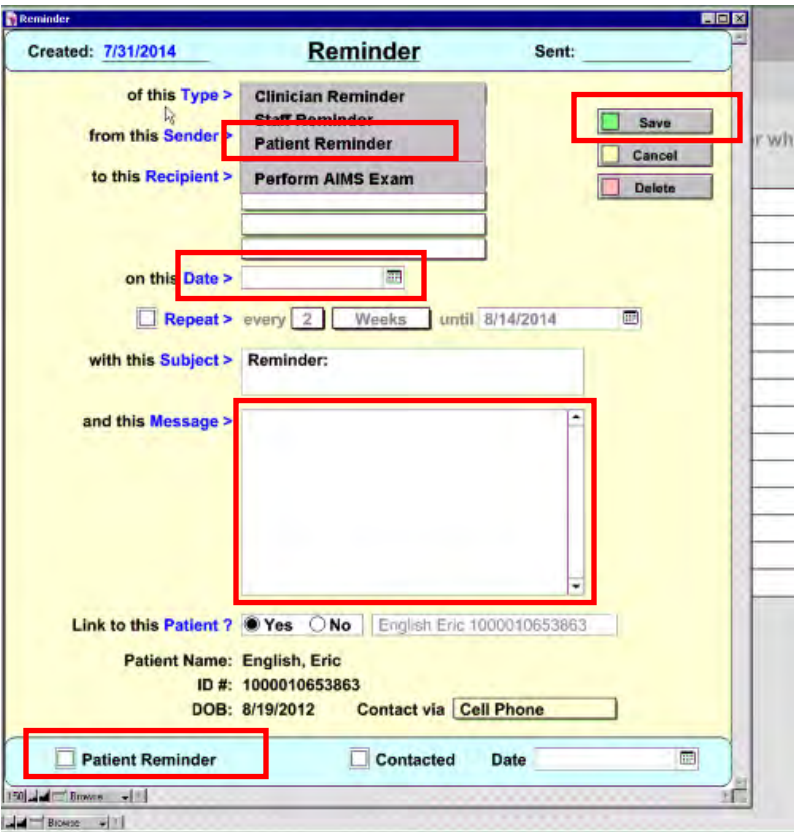 Reminder
Created: 7/31/2014 Reminder Sent:
of this Type > Clinician Reminder
Staff Reminder
from this Sender > Patient Reminder
Save
r wh
Cancel
to this Recipient > Perform AIMS Exam
Delete
on this Date >
Repeat > every 2 Weeks until 8/14/2014
with this Subject > Reminder:
and this Message >
Link to this Patient ? Yes No English Eric 1000010653863
Patient Name: English, Eric
ID #: 1000010653863
DOB: 8/19/2012 Contact via Cell Phone
Patient Reminder Contacted Date
150 Browse
Browse